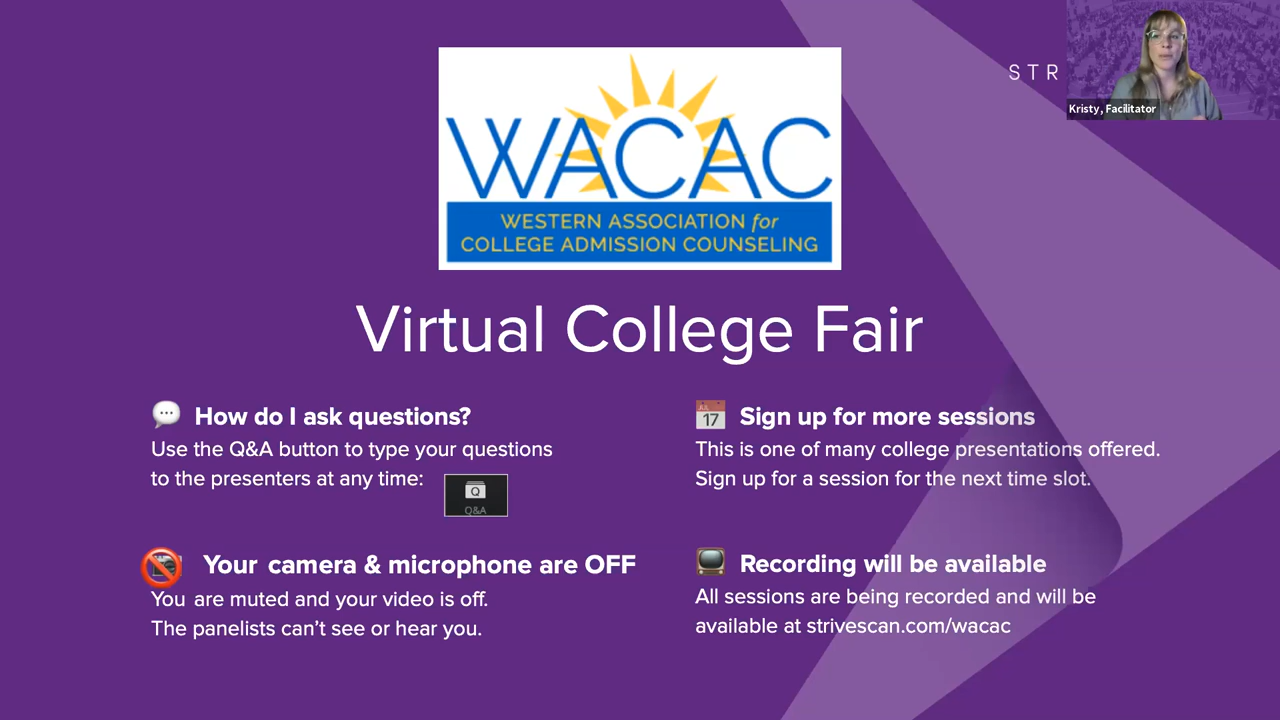 STR
Kristy, Facilitator
WACAC
WESTERN ASSOCIATION for
COLLEGE ADMISSION COUNSELING
Virtual College Fair
How do I ask questions?
Use the Q&A button to type your questions
to the presenters at any time:
Q
Q&A
JUL
17
Sign up for more sessions
This is one of many college presentations offered.
Sign up for a session for the next time slot.
Your camera & microphone are OFF
You are muted and your video is off.
The panelists can’t see or hear you.
Recording will be available
All sessions are being recorded and will be
available at strivescan.com/wacac